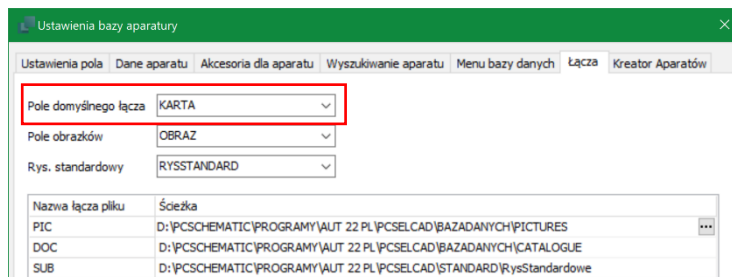 Ustawienia bazy aparatury
Ustawienia pola Dane aparatu Akcesoria dla aparatu Wyszukiwanie aparatu Menu bazy danych Łącza Kreator Aparatów
Pole domyślnego łącza KARTA
Pole obrazków OBRAZ
Rys. standardowy RYSSTANDARD
Nazwa łącza pliku Ścieżka
PIC D:\PCSCHEMATIC\PROGRAMY\AUT 22 PL\PCSELCAD\BAZADANYCH\PICTURES ...
DOC D:\PCSCHEMATIC\PROGRAMY\AUT 22 PL\PCSELCAD\BAZADANYCH\CATALOGUE
SUB D:\PCSCHEMATIC\PROGRAMY\AUT 22 PL\PCSELCAD\STANDARD\RysStandardowe